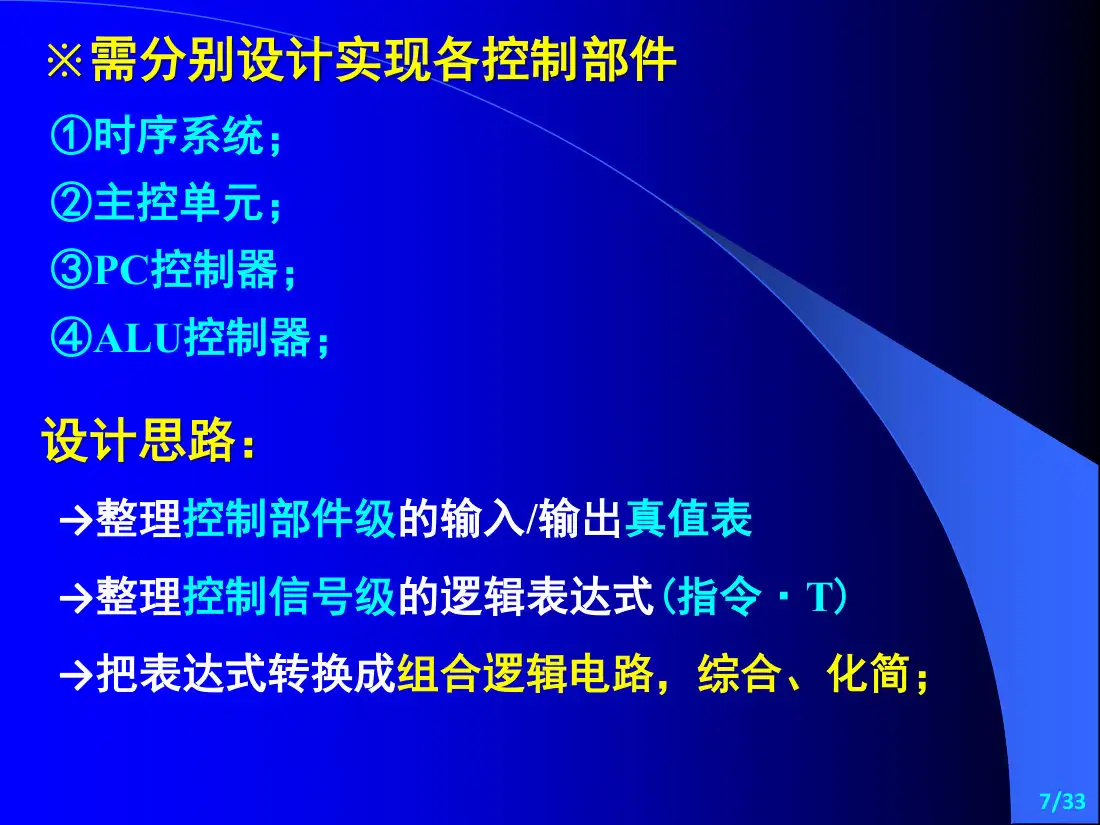 ※需分别设计实现各控制部件
①时序系统；
②主控单元；
③PC控制器；
④ALU控制器；
设计思路：
→整理控制部件级的输入/输出真值表
→整理控制信号级的逻辑表达式(指令·T)
→把表达式转换成组合逻辑电路，综合、化简；
7/33